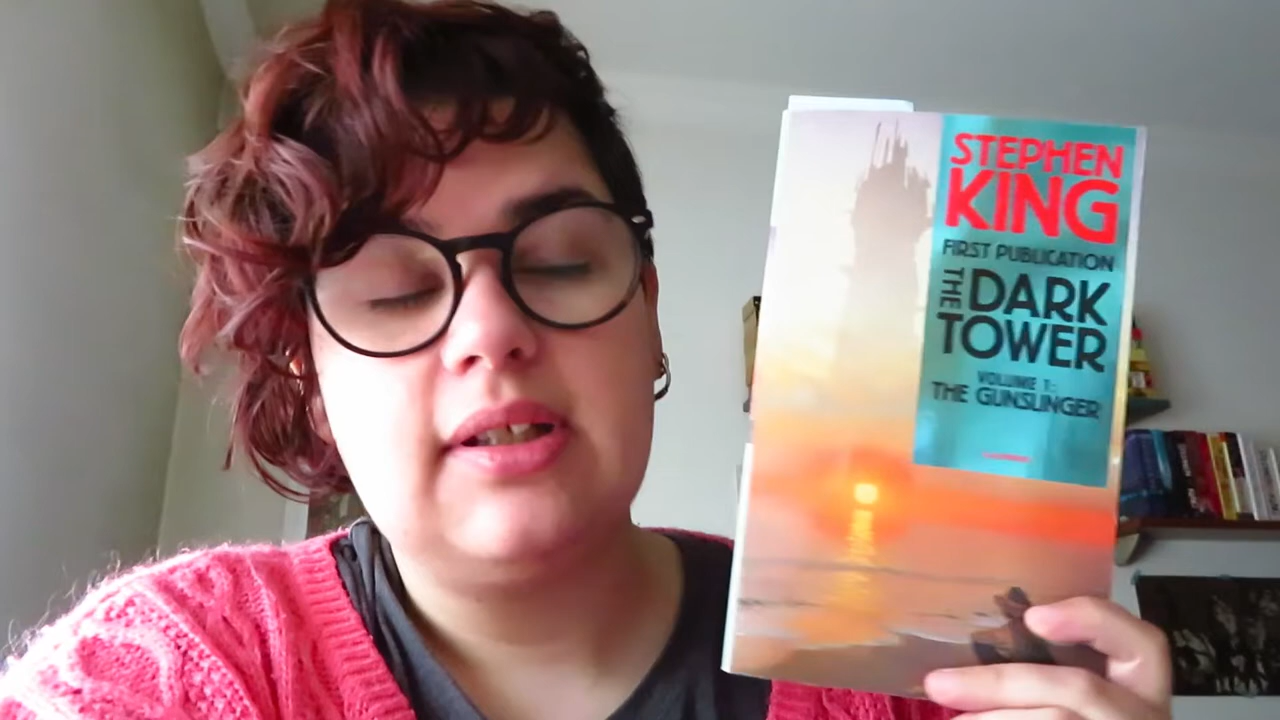 STEPHEN
KING
FIRST PUBLICATION
THE DARK
TOWER
VOLUME 1:
THE GUNSLINGER